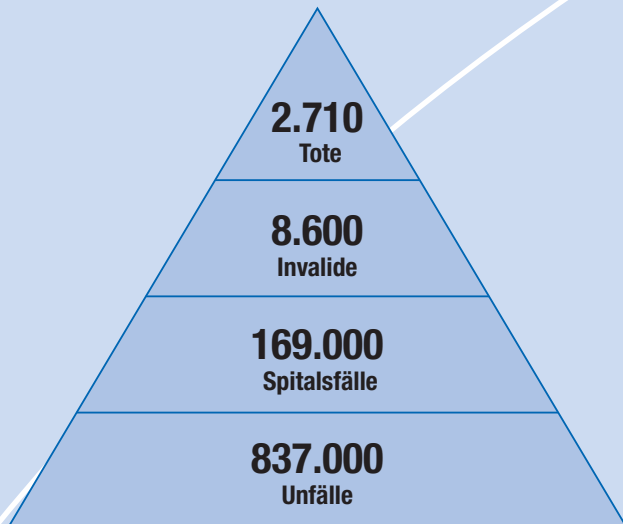 2.710
Tote
8.600
Invalide
169.000
Spitalsfälle
837.000
Unfälle